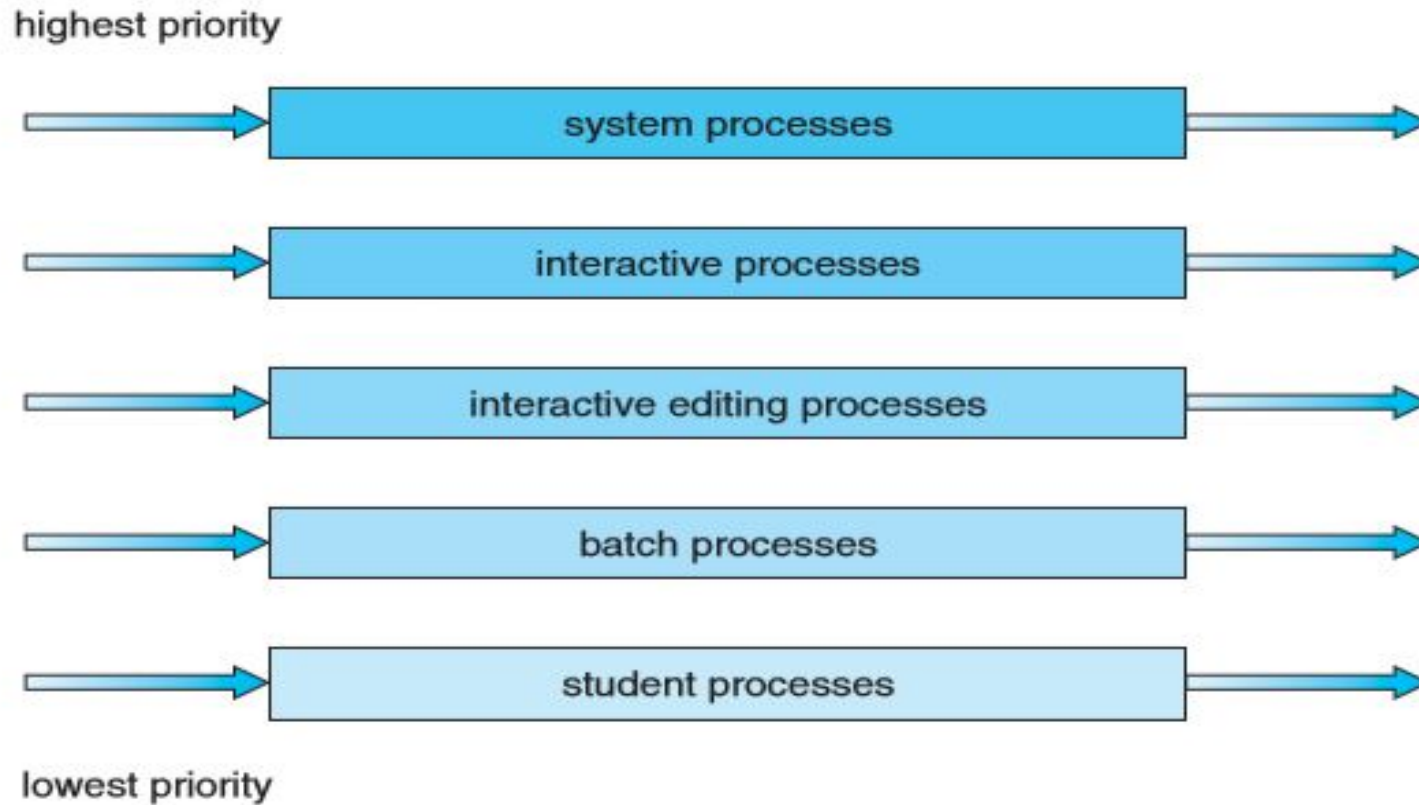 highest priority
system processes
interactive processes
interactive editing processes
batch processes
student processes
lowest priority